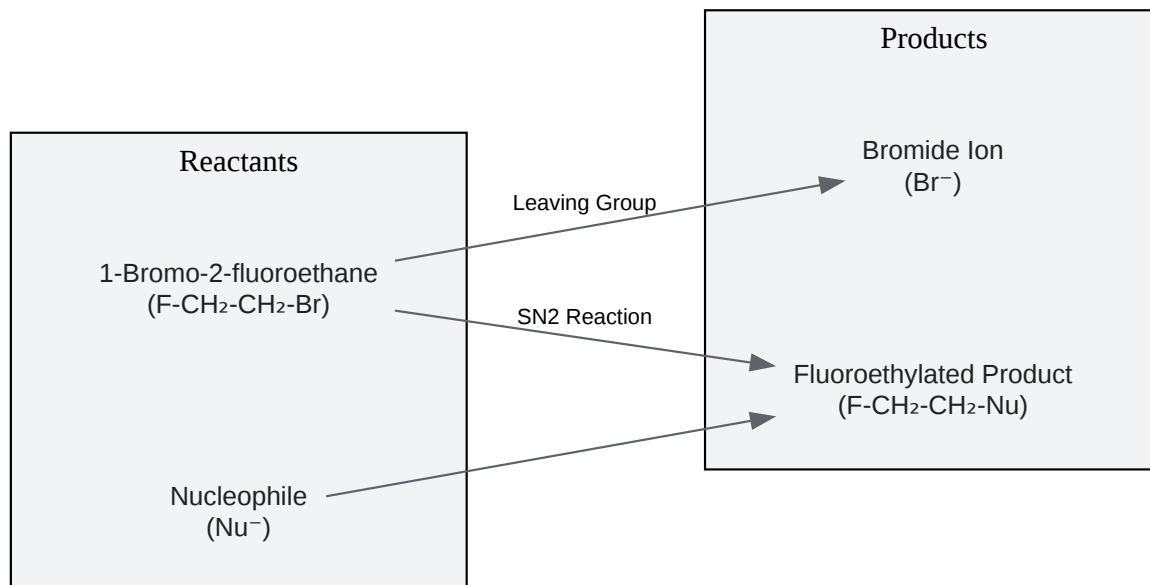 Reactants
1-Bromo-2-fluoroethane
(F-CH₂-CH₂-Br)
Nucleophile
(Nu⁻)
Leaving Group
SN2 Reaction
Products
Bromide Ion
(Br⁻)
Fluoroethylated Product
(F-CH₂-CH₂-Nu)